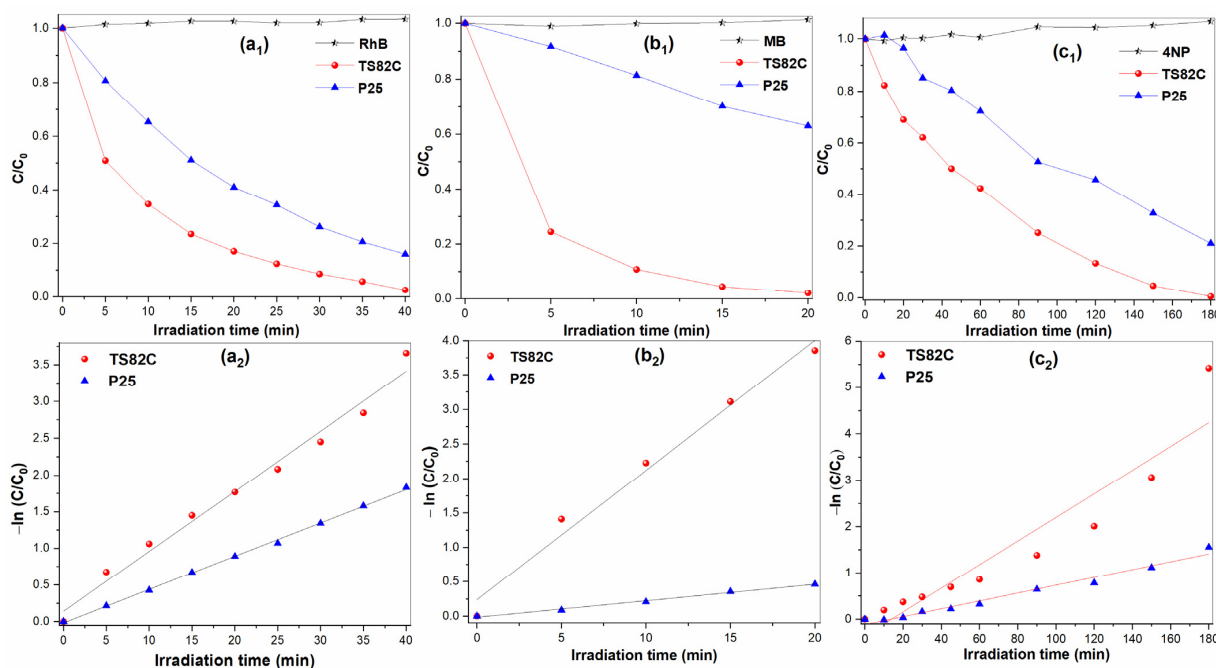 (a1)
RhB
TS82C
P25
C/C0
1.0
0.8
0.6
0.4
0.2
0.0
0 5 10 15 20 25 30 35 40
Irradiation time (min)
(b1)
MB
TS82C
P25
C/C0
1.0
0.8
0.6
0.4
0.2
0.0
0 5 10 15 20
Irradiation time (min)
(c1)
4NP
TS82C
P25
C/C0
1.0
0.8
0.6
0.4
0.2
0.0
0 20 40 60 80 100 120 140 160 180
Irradiation time (min)
(a2)
TS82C
P25
−ln (C/C0)
3.5
3.0
2.5
2.0
1.5
1.0
0.5
0.0
0 5 10 15 20 25 30 35 40
Irradiation time (min)
(b2)
TS82C
P25
− ln (C/C0)
4.0
3.5
3.0
2.5
2.0
1.5
1.0
0.5
0.0
0 5 10 15 20
Irradiation time (min)
(c2)
TS82C
P25
−ln (C/C0)
6
5
4
3
2
1
0
0 20 40 60 80 100 120 140 160 180
Irradiation time (min)